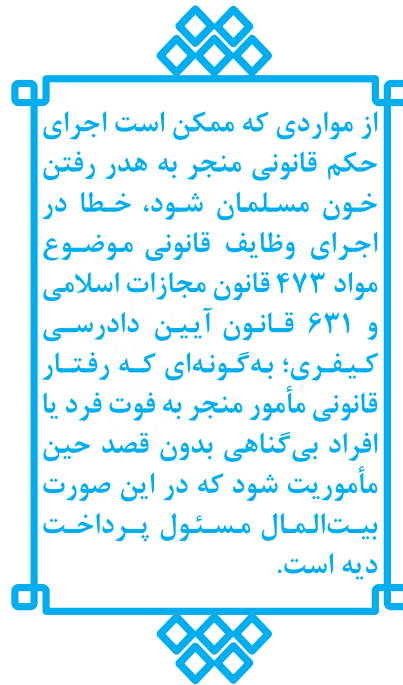 از مواردی که ممکن است اجرای
حکم قانونی منجر به هدر رفتن
خون مسلمان شود، خطا در
اجرای وظایف قانونی موضوع
مواد ۴۷۳ قانون مجازات اسلامی
و ۶۳۱ قانون آیین دادرسی
کیفری؛ به‌گونه‌ای که رفتار
قانونی مأمور منجر به فوت فرد یا
افراد بی‌گناهی بدون قصد حین
مأموریت شود که در این صورت
بیت‌المال مسئول پرداخت
دیه است.